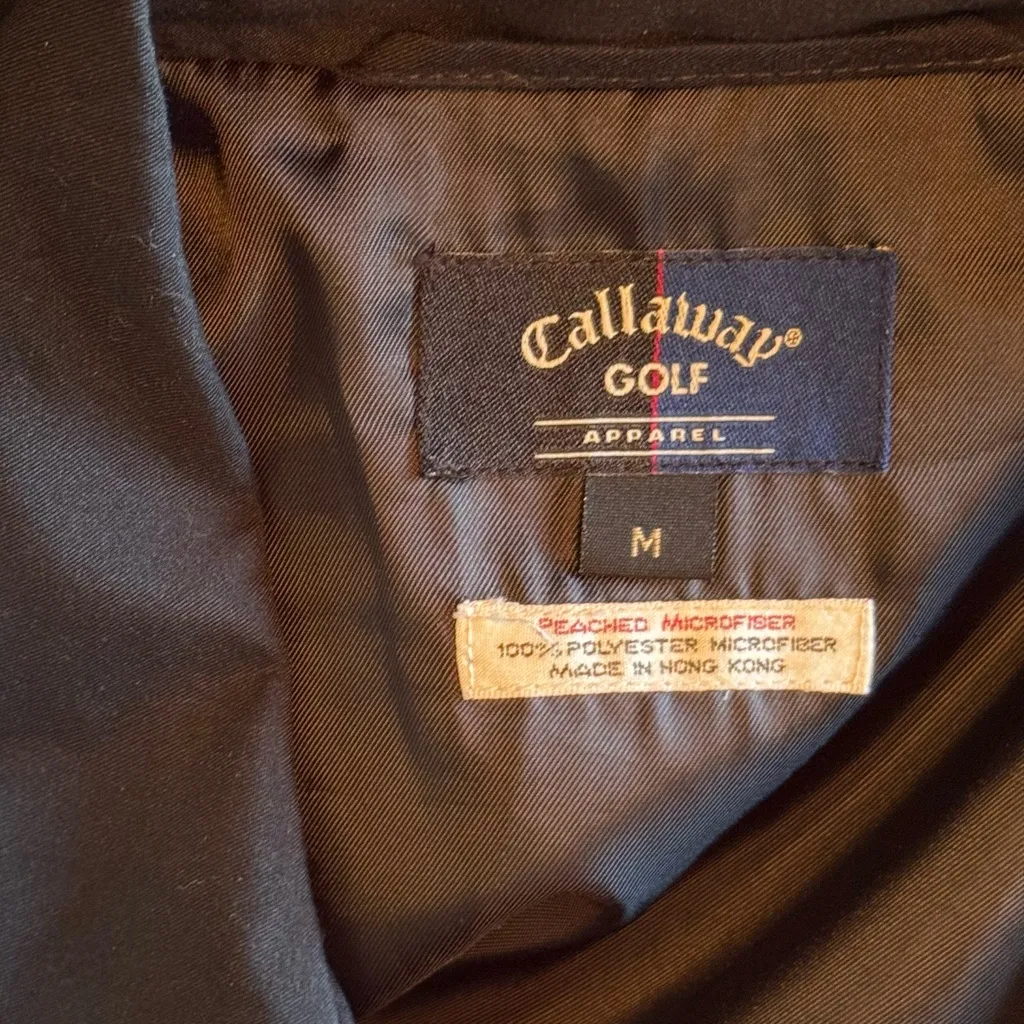 Callaway®
GOLF
APPAREL
M
PEACHED MICROFIBER
100% POLYESTER MICROFIBER
MADE IN HONG KONG